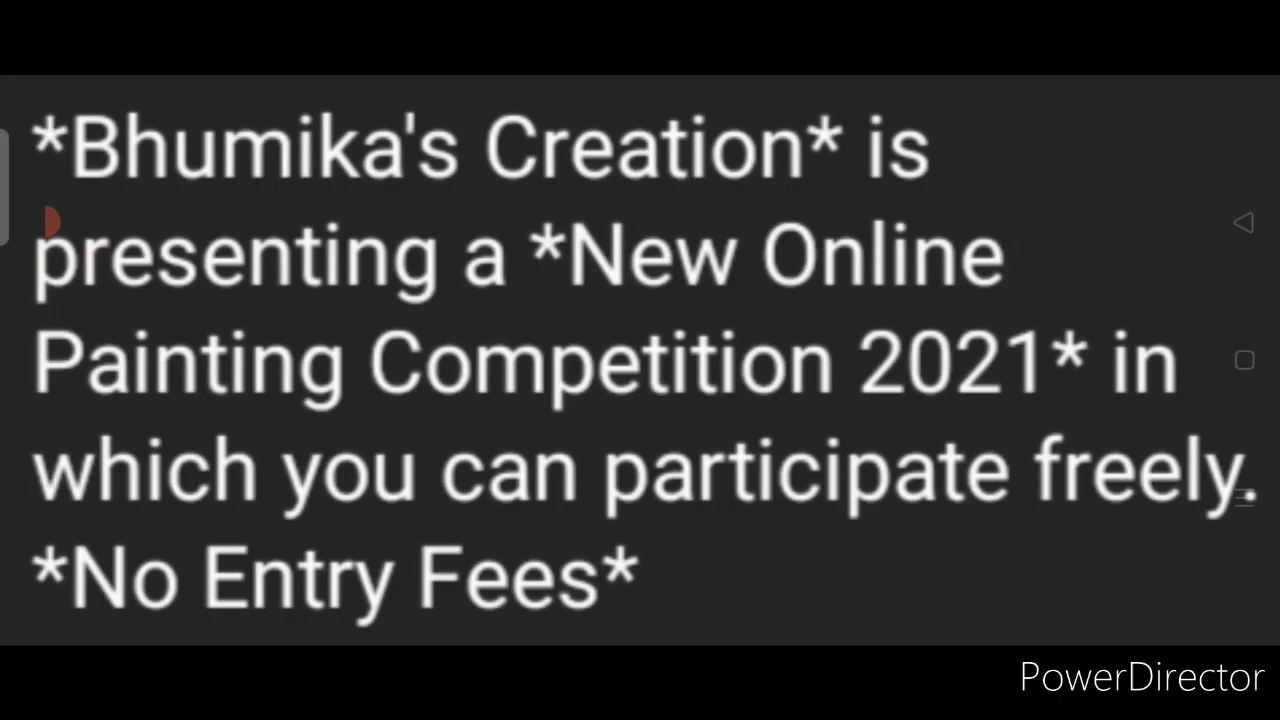 *Bhumika's Creation* is
presenting a *New Online
Painting Competition 2021* in
which you can participate freely.
*No Entry Fees*
PowerDirector